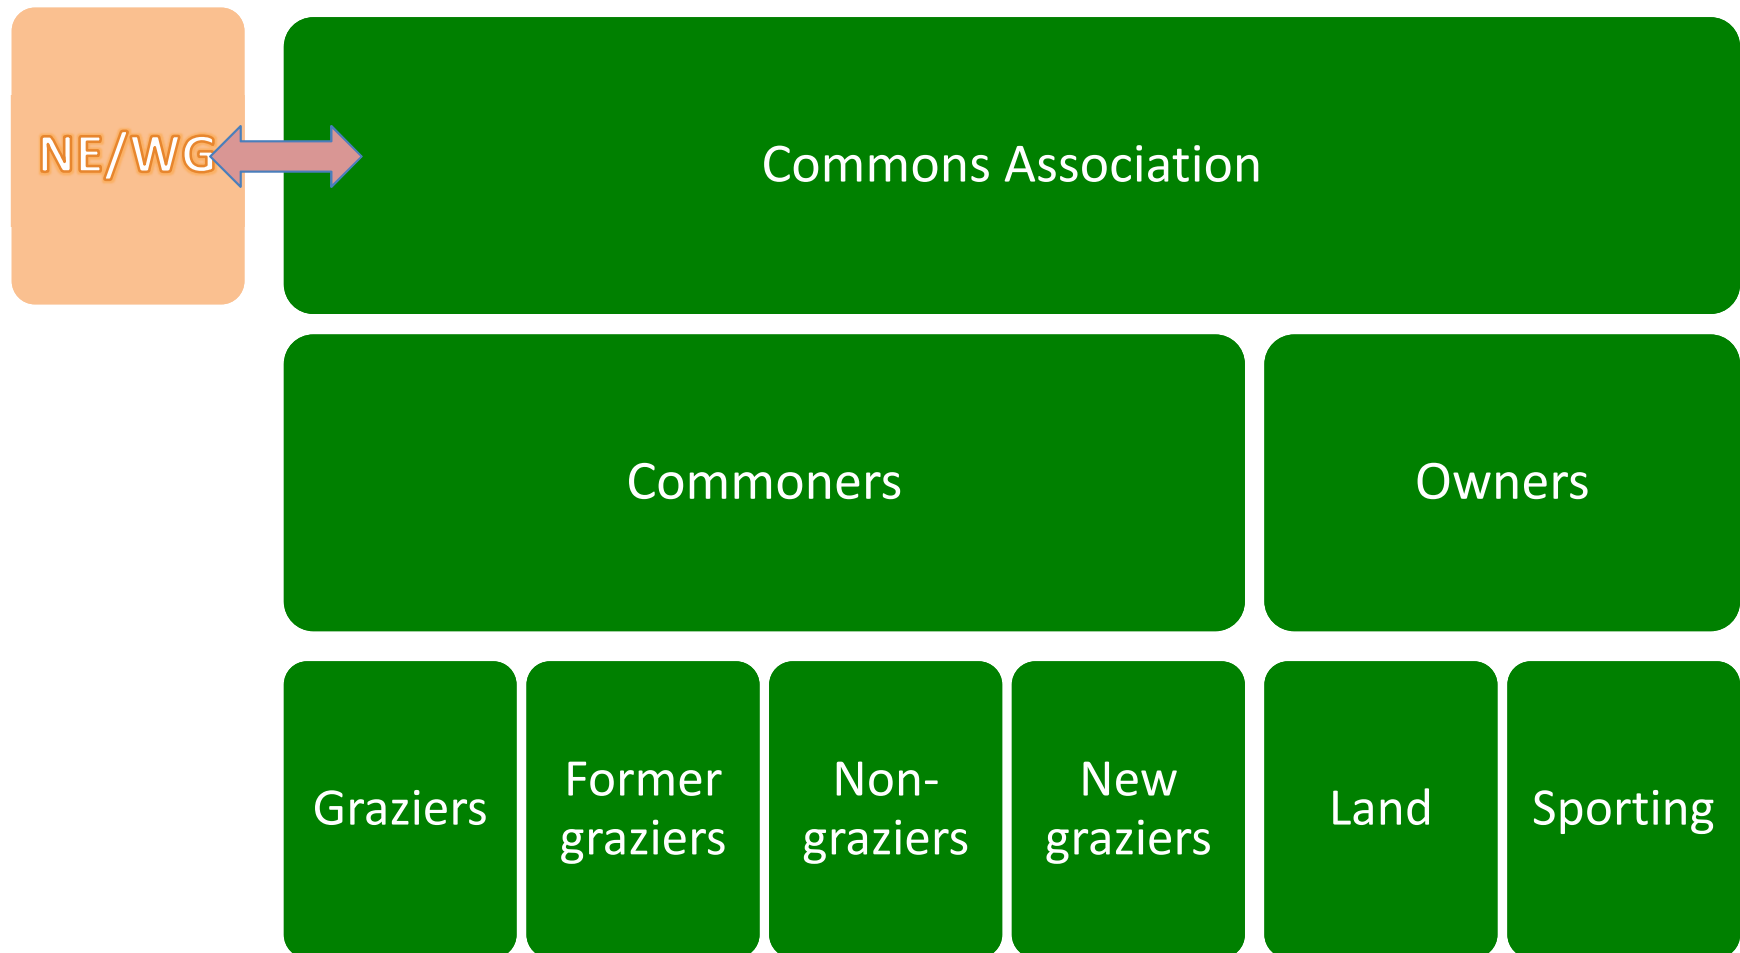 NE/WG
Commons Association
Commoners
Owners
Graziers
Former
graziers
Non-
graziers
New
graziers
Land
Sporting